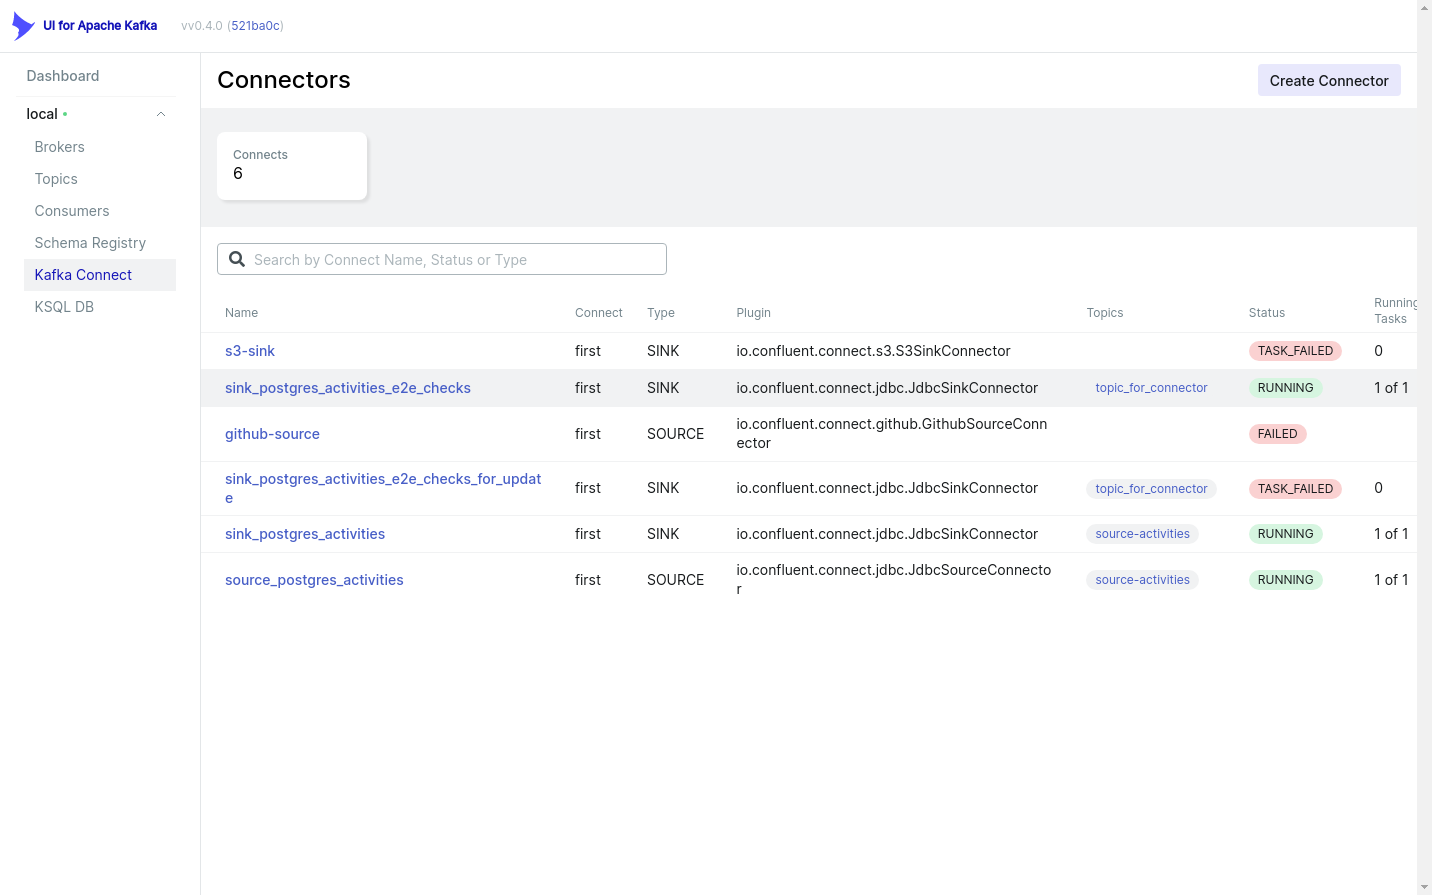 UI for Apache Kafka vv0.4.0 (521ba0c)
Dashboard
local
Brokers
Topics
Consumers
Schema Registry
Kafka Connect
KSQL DB
Connectors
Create Connector
Connects
6
Search by Connect Name, Status or Type
Name Connect Type Plugin Topics Status Running
Tasks
s3-sink first SINK io.confluent.connect.s3.S3SinkConnector TASK_FAILED 0
sink_postgres_activities_e2e_checks first SINK io.confluent.connect.jdbc.JdbcSinkConnector topic_for_connector RUNNING 1 of 1
github-source first SOURCE io.confluent.connect.github.GithubSourceConn
ector FAILED
sink_postgres_activities_e2e_checks_for_updat
e first SINK io.confluent.connect.jdbc.JdbcSinkConnector topic_for_connector TASK_FAILED 0
sink_postgres_activities first SINK io.confluent.connect.jdbc.JdbcSinkConnector source-activities RUNNING 1 of 1
source_postgres_activities first SOURCE io.confluent.connect.jdbc.JdbcSourceConnecto
r source-activities RUNNING 1 of 1